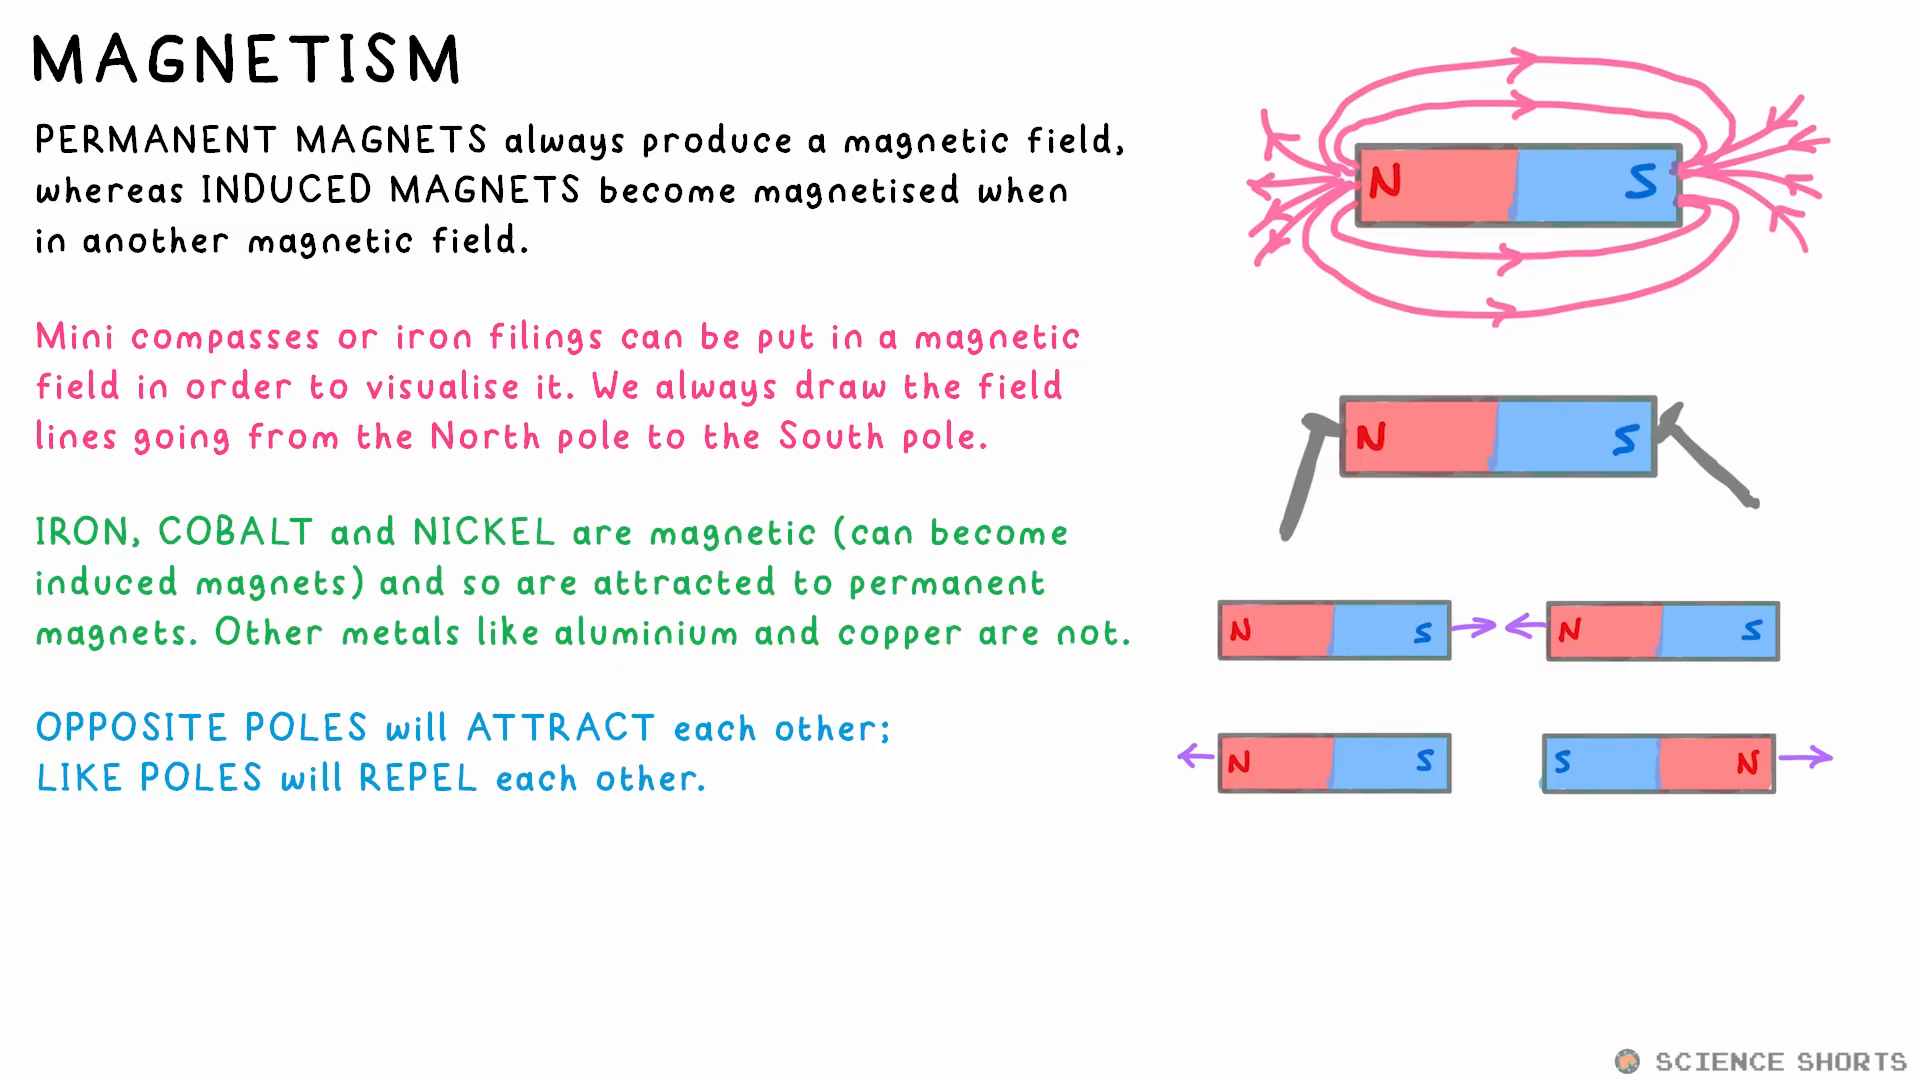 MAGNETISM
PERMANENT MAGNETS always produce a magnetic field,
whereas INDUCED MAGNETS become magnetised when
in another magnetic field.
Mini compasses or iron filings can be put in a magnetic
field in order to visualise it. We always draw the field
lines going from the North pole to the South pole.
IRON, COBALT and NICKEL are magnetic (can become
induced magnets) and so are attracted to permanent
magnets. Other metals like aluminium and copper are not.
OPPOSITE POLES will ATTRACT each other;
LIKE POLES will REPEL each other.
N S
N S
N S N S
N S S N
SCIENCE SHORTS